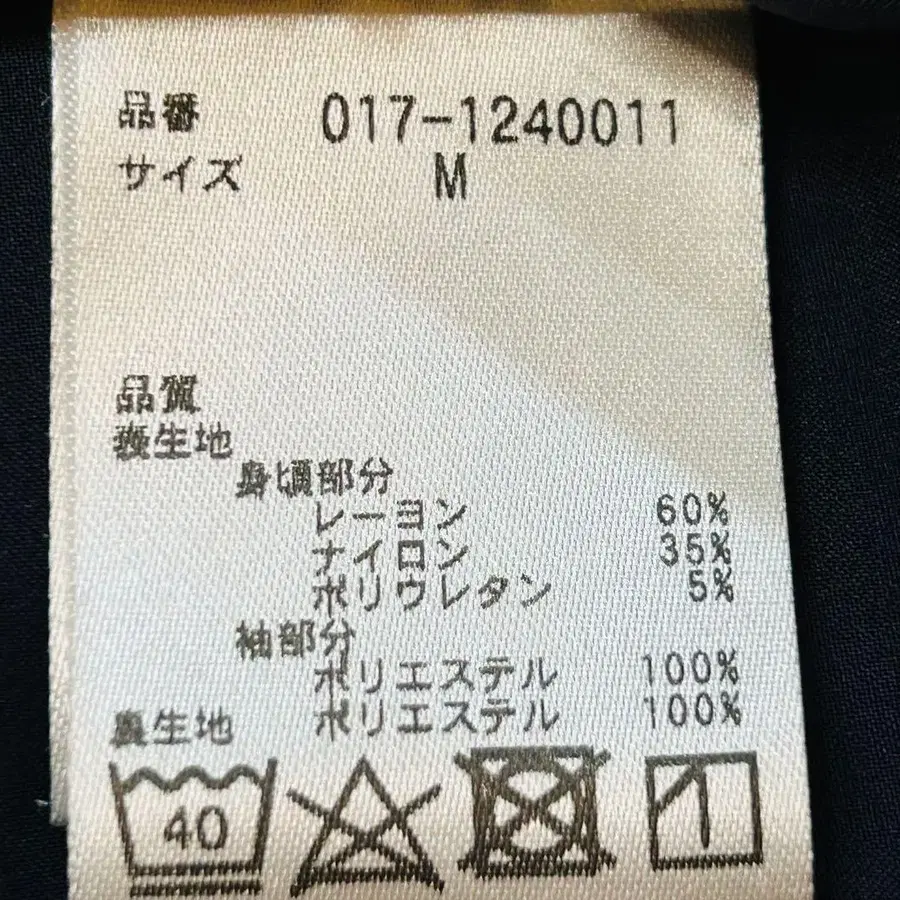 品番 017-1240011
サイズ M
品質
表生地
身頃部分
レーヨン 60%
ナイロン 35%
ポリウレタン 5%
袖部分
ポリエステル 100%
裏生地 ポリエステル 100%
40